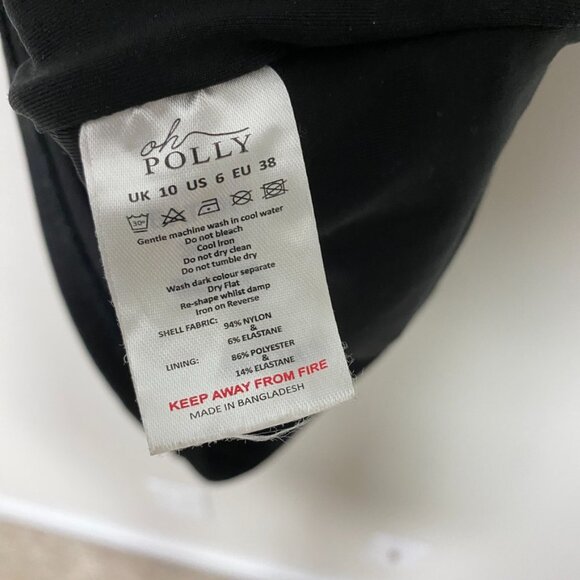 oh
POLLY
UK 10 US 6 EU 38
30°
Gentle machine wash in cool water
Do not bleach
Cool Iron
Do not dry clean
Do not tumble dry
Wash dark colour separate
Dry Flat
Re-shape whilst damp
Iron on Reverse
SHELL FABRIC: 94% NYLON
&
6% ELASTANE
LINING: 86% POLYESTER
&
14% ELASTANE
KEEP AWAY FROM FIRE
MADE IN BANGLADESH